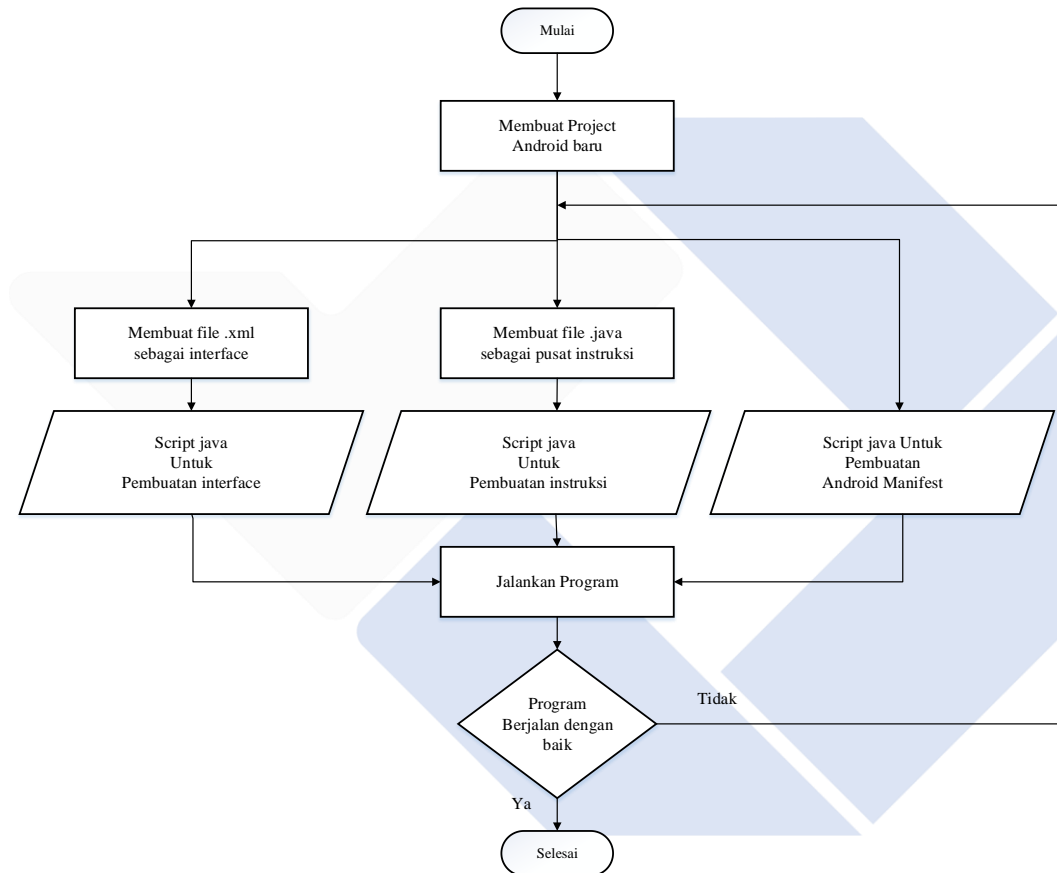 Mulai
Membuat Project
Android baru
Membuat file .xml
sebagai interface
Membuat file .java
sebagai pusat instruksi
Script java
Untuk
Pembuatan interface
Script java
Untuk
Pembuatan instruksi
Script java Untuk
Pembuatan
Android Manifest
Jalankan Program
Program
Berjalan dengan
baik
Tidak
Ya
Selesai